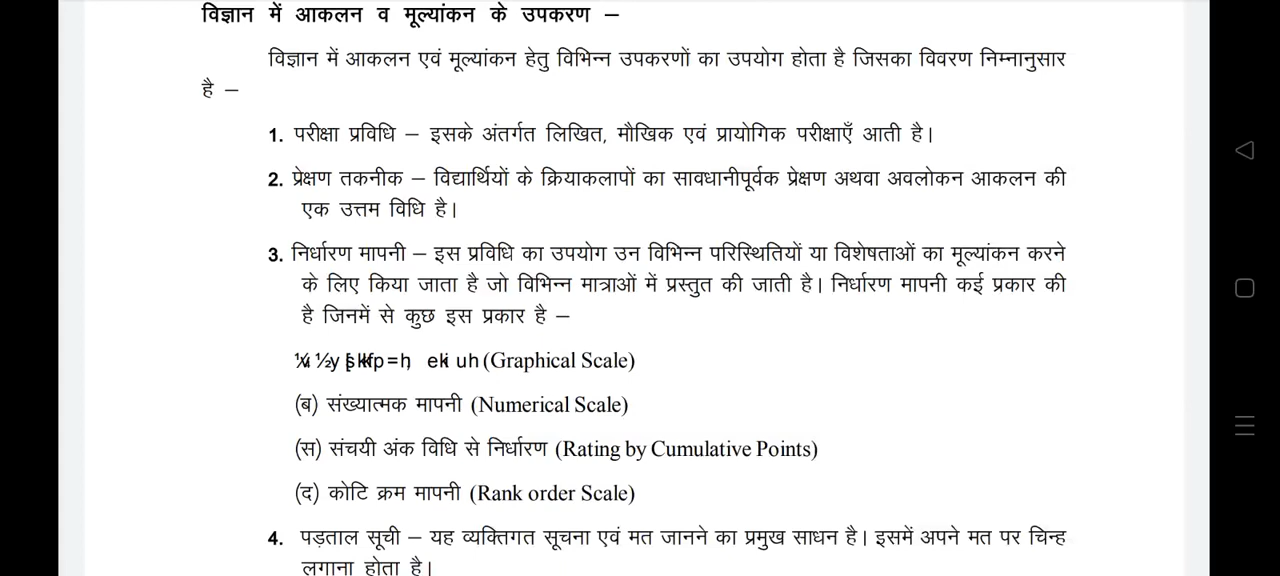 विज्ञान में आकलन व मूल्यांकन के उपकरण –
विज्ञान में आकलन एवं मूल्यांकन हेतु विभिन्न उपकरणों का उपयोग होता है जिसका विवरण निम्नानुसार
है –
1. परीक्षा प्रविधि – इसके अंतर्गत लिखित, मौखिक एवं प्रायोगिक परीक्षाएँ आती है।
2. प्रेक्षण तकनीक – विद्यार्थियों के क्रियाकलापों का सावधानीपूर्वक प्रेक्षण अथवा अवलोकन आकलन की
एक उत्तम विधि है।
3. निर्धारण मापनी – इस प्रविधि का उपयोग उन विभिन्न परिस्थितियों या विशेषताओं का मूल्यांकन करने
के लिए किया जाता है जो विभिन्न मात्राओं में प्रस्तुत की जाती है। निर्धारण मापनी कई प्रकार की
है जिनमें से कुछ इस प्रकार है –
(Graphical Scale)
(ब) संख्यात्मक मापनी (Numerical Scale)
(स) संचयी अंक विधि से निर्धारण (Rating by Cumulative Points)
(द) कोटि क्रम मापनी (Rank order Scale)
4. पड़ताल सूची – यह व्यक्तिगत सूचना एवं मत जानने का प्रमुख साधन है। इसमें अपने मत पर चिन्ह
लगाना होता है।